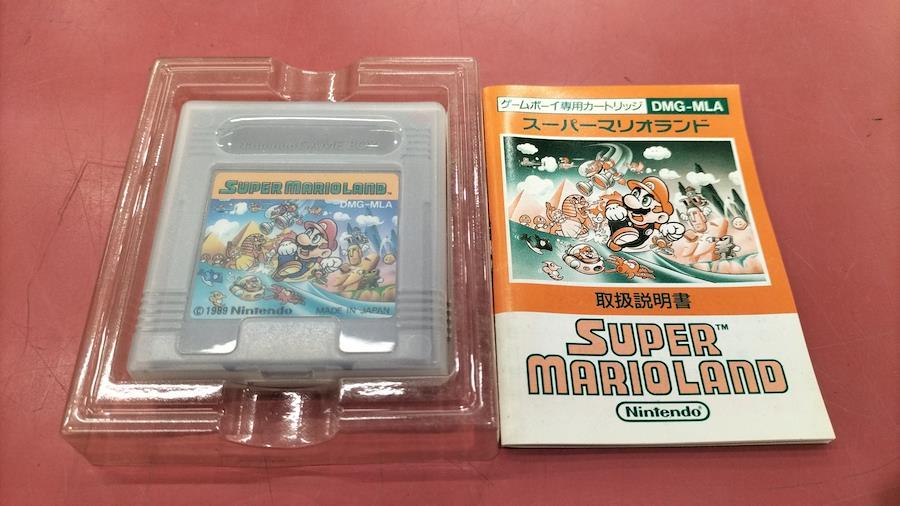 Nintendo GAME BOY
SUPER MARIOLAND™
DMG-MLA
©1989 Nintendo
MADE IN JAPAN
ゲームボーイ専用カートリッジ DMG-MLA
スーパーマリオランド
取扱説明書
SUPER™
MARIOLAND
Nintendo